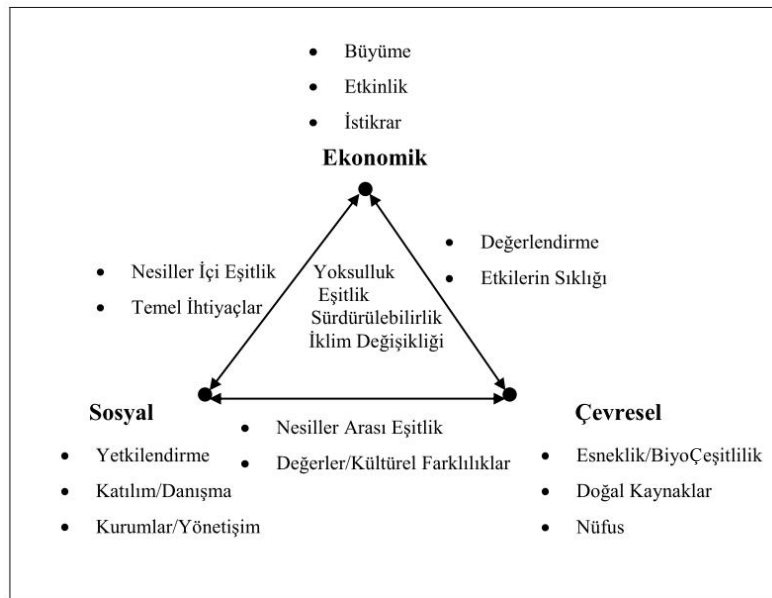 • Büyüme
• Etkinlik
• İstikrar
Ekonomik
• Değerlendirme
• Etkilerin Sıklığı
• Nesiller İçi Eşitlik
• Temel İhtiyaçlar
Yoksulluk
Eşitlik
Sürdürülebilirlik
İklim Değişikliği
Sosyal
• Yetkilendirme
• Katılım/Danışma
• Kurumlar/Yönetişim
• Nesiller Arası Eşitlik
• Değerler/Kültürel Farklılıklar
Çevresel
• Esneklik/BiyoÇeşitlilik
• Doğal Kaynaklar
• Nüfus